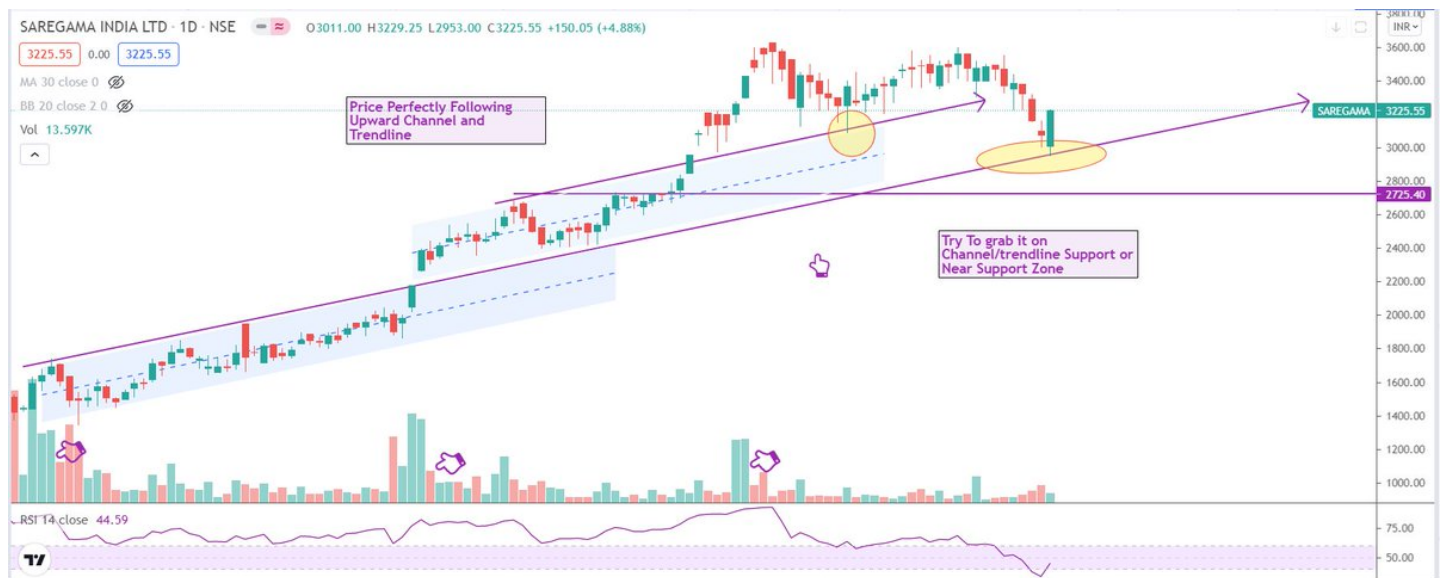 SAREGAMA INDIA LTD · 1D · NSE O3011.00 H3229.25 L2953.00 C3225.55 +150.05 (+4.88%)
3225.55 0.00 3225.55
MA 30 close 0
BB 20 close 2 0
Vol 13.597K
Price Perfectly Following
Upward Channel and
Trendline
Try To grab it on
Channel/trendline Support or
Near Support Zone
3800.00
INR
3600.00
3400.00
SAREGAMA 3225.55
3000.00
2800.00
2725.40
2600.00
2400.00
2200.00
2000.00
1800.00
1600.00
1400.00
1200.00
1000.00
RSI 14 close 44.59
75.00
50.00